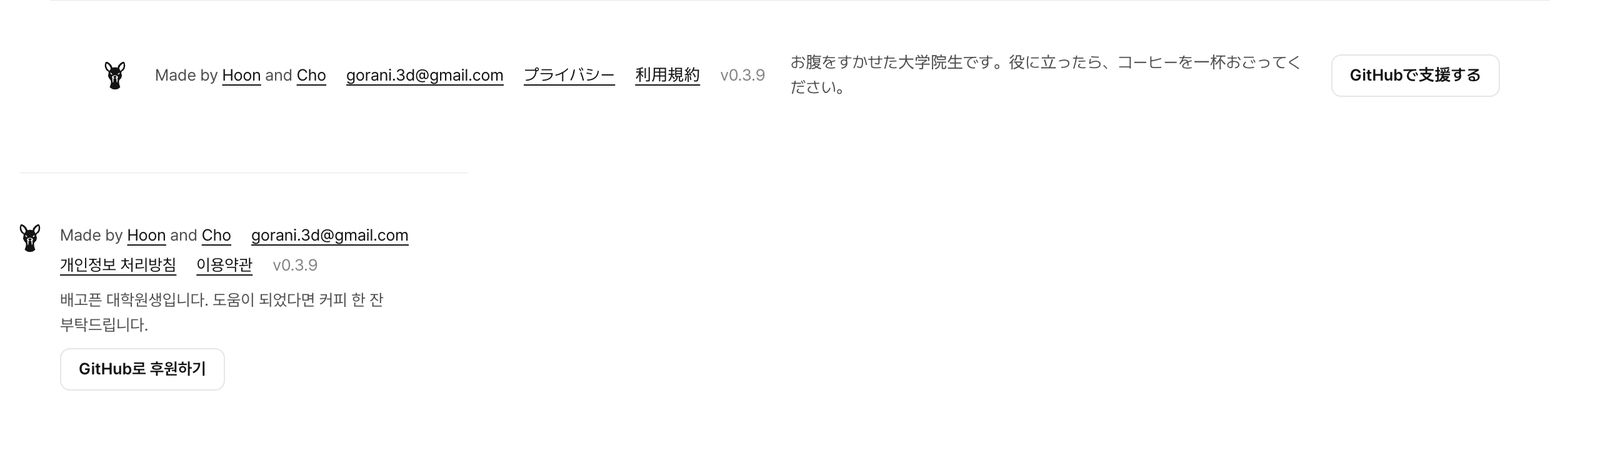 Made by Hoon and Cho gorani.3d@gmail.com プライバシー 利用規約 v0.3.9
お腹をすかせた大学院生です。役に立ったら、コーヒーを一杯おごってく
ださい。
GitHubで支援する
Made by Hoon and Cho gorani.3d@gmail.com
개인정보 처리방침 이용약관 v0.3.9
배고픈 대학원생입니다. 도움이 되었다면 커피 한 잔
부탁드립니다.
GitHub로 후원하기